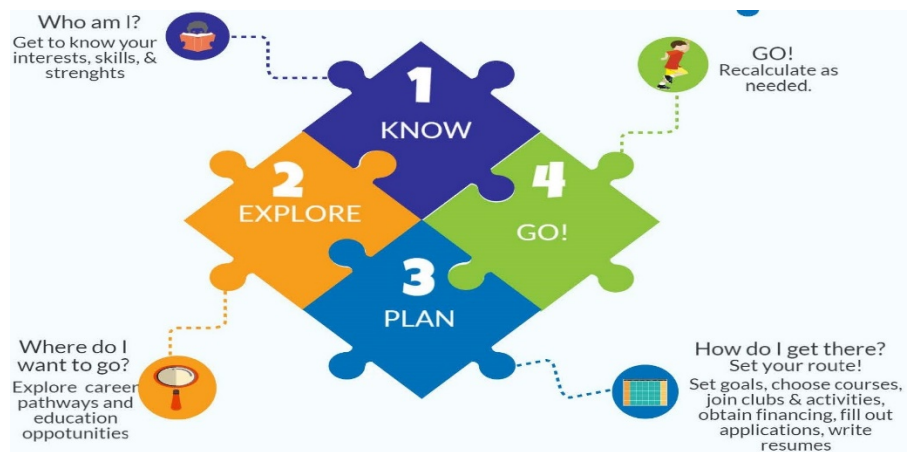 Who am I?
Get to know your
interests, skills, &
strenghts
1
KNOW
GO!
Recalculate as
needed.
2
EXPLORE
4
GO!
3
PLAN
Where do I
want to go?
Explore career
pathways and
education
oppotunities
How do I get there?
Set your route!
Set goals, choose courses,
join clubs & activities,
obtain financing, fill out
applications, write
resumes